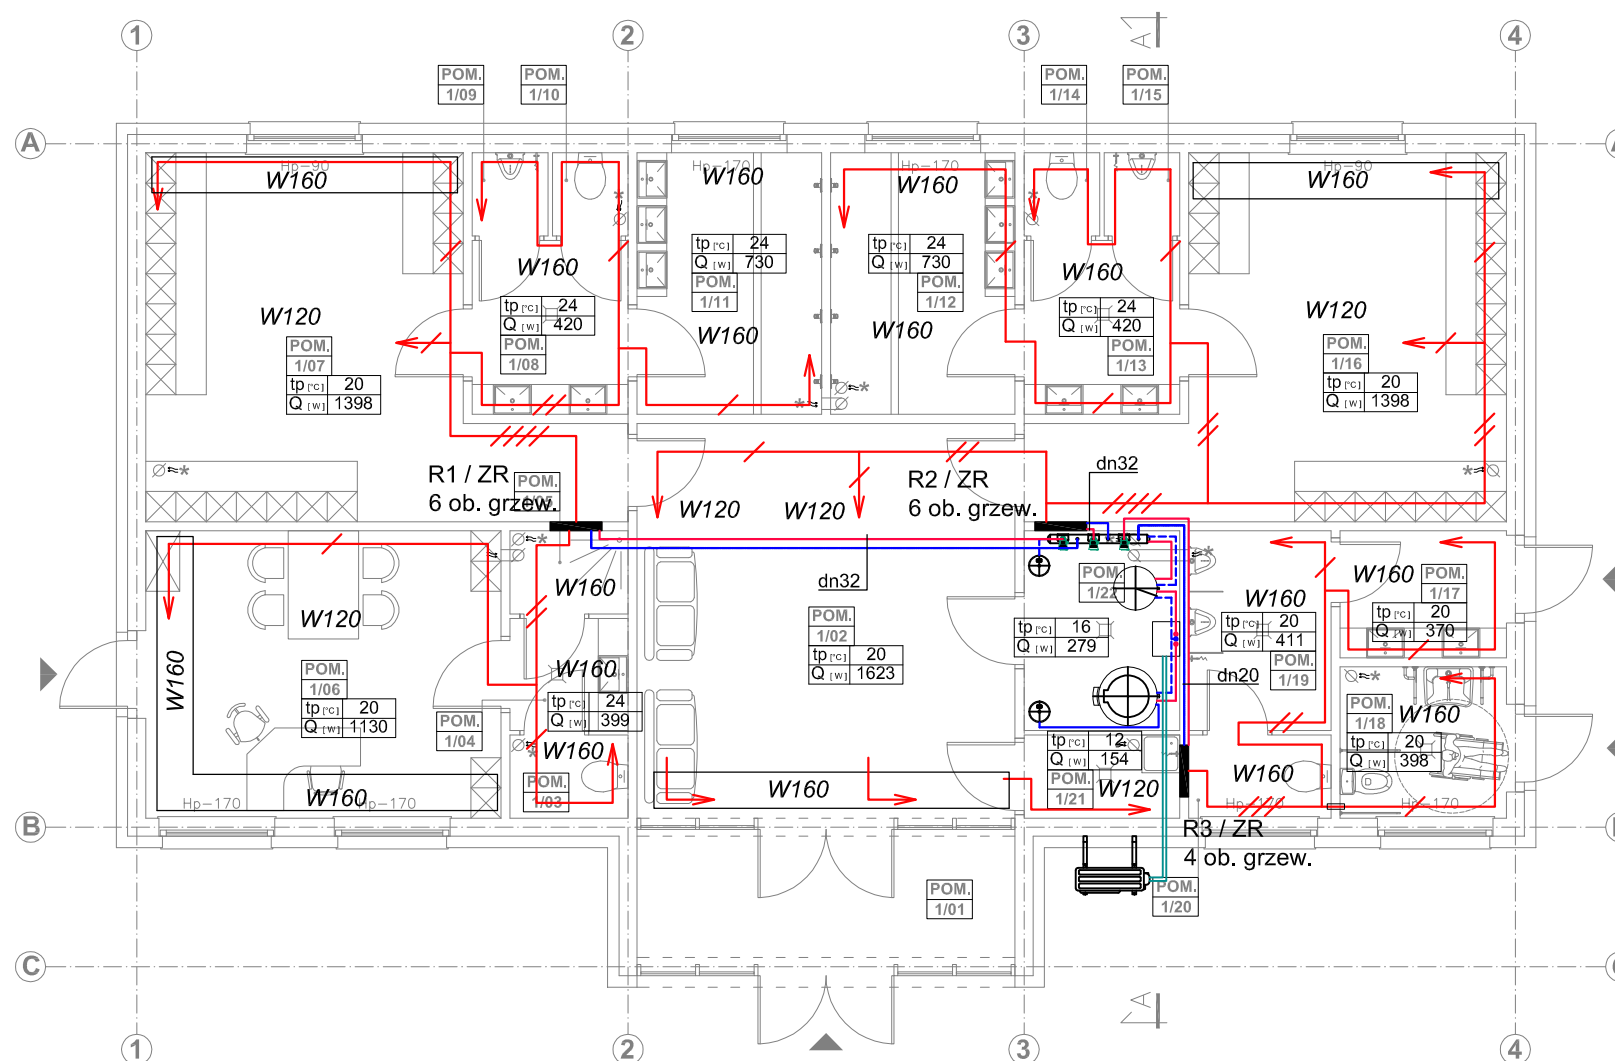 1
2
3
4
A1
POM.
1/09
POM.
1/10
POM.
1/14
POM.
1/15
A
Hp-90
W160
Hp-170
W160
Hp-170
W160
Hp-90
W160
tp [°C] 24
Q [W] 730
POM.
1/11
tp [°C] 24
Q [W] 730
POM.
1/12
W160
tp [°C] 24
Q [W] 420
POM.
1/08
W160
tp [°C] 24
Q [W] 420
POM.
1/13
W120
POM.
1/07
tp [°C] 20
Q [W] 1398
W160
W160
W120
POM.
1/16
tp [°C] 20
Q [W] 1398
R1 / ZR
6 ob. grzew.
POM.
1/05
R2 / ZR
6 ob. grzew.
dn32
W120
W120
dn32
W160
W120
W160
POM.
1/06
tp [°C] 20
Q [W] 1130
W160
Hp-170
Hp-170
POM.
1/04
W160
tp [°C] 24
Q [W] 399
W160
POM.
1/03
POM.
1/02
tp [°C] 20
Q [W] 1623
W160
POM.
1/22
tp [°C] 16
Q [W] 279
W160
tp [°C] 20
Q [W] 411
POM.
1/19
W160
POM.
1/17
tp [°C] 20
Q [W] 370
dn20
POM.
1/18
W160
tp [°C] 20
Q [W] 398
tp [°C] 12
Q [W] 154
POM.
1/21
W120
W160
Hp-170
Hp-170
B
R3 / ZR
4 ob. grzew.
POM.
1/01
POM.
1/20
C
A
1
2
3
4